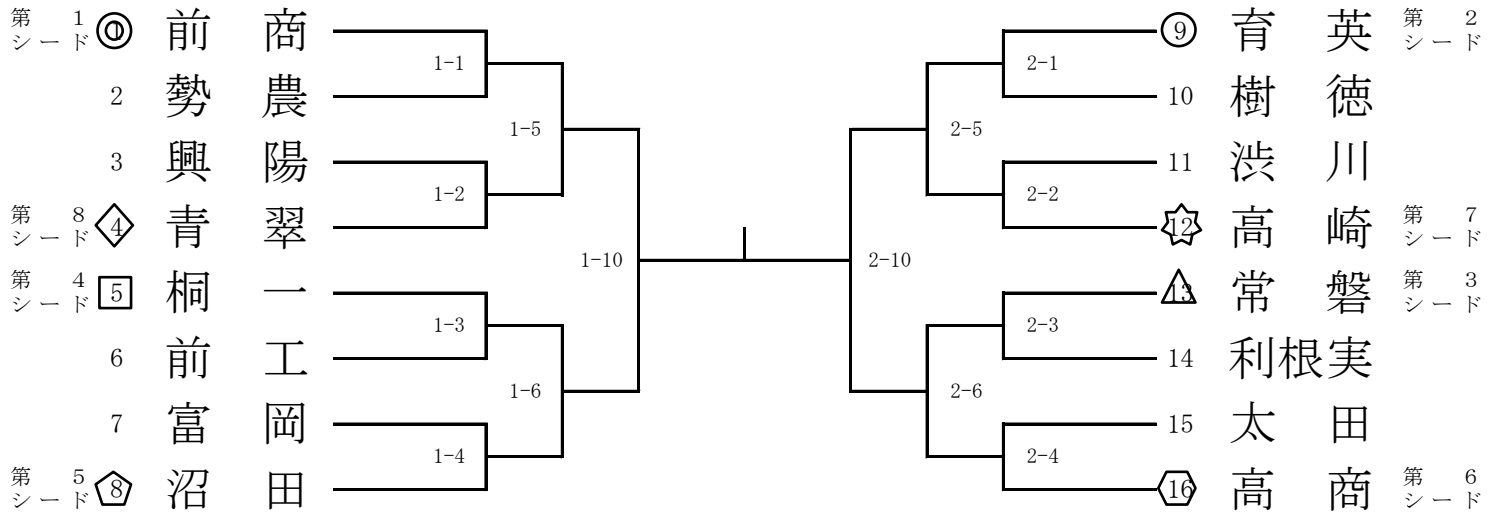 第1シード ① 前商
2 勢農
3 興陽
第8シード 4 青翠
第4シード 5 桐一
6 前工
7 富岡
第5シード 8 沼田
1-1
1-2
1-3
1-4
1-5
1-6
1-10
⑨ 育英 第2シード
10 樹徳
11 渋川
12 高崎 第7シード
13 常磐 第3シード
14 利根実
15 太田
16 高商 第6シード
2-1
2-2
2-3
2-4
2-5
2-6
2-10